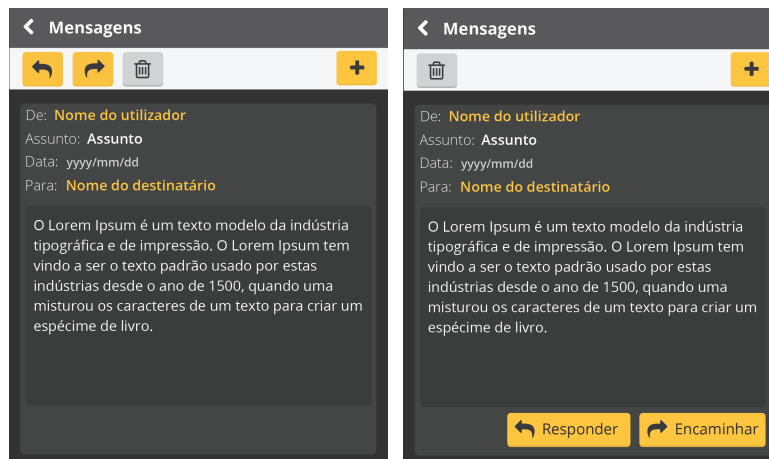 Mensagens
De: Nome do utilizador
Assunto: Assunto
Data: yyyy/mm/dd
Para: Nome do destinatário
O Lorem Ipsum é um texto modelo da indústria
tipográfica e de impressão. O Lorem Ipsum tem
vindo a ser o texto padrão usado por estas
indústrias desde o ano de 1500, quando uma
misturou os caracteres de um texto para criar um
espécime de livro.
Mensagens
De: Nome do utilizador
Assunto: Assunto
Data: yyyy/mm/dd
Para: Nome do destinatário
O Lorem Ipsum é um texto modelo da indústria
tipográfica e de impressão. O Lorem Ipsum tem
vindo a ser o texto padrão usado por estas
indústrias desde o ano de 1500, quando uma
misturou os caracteres de um texto para criar um
espécime de livro.
Responder
Encaminhar